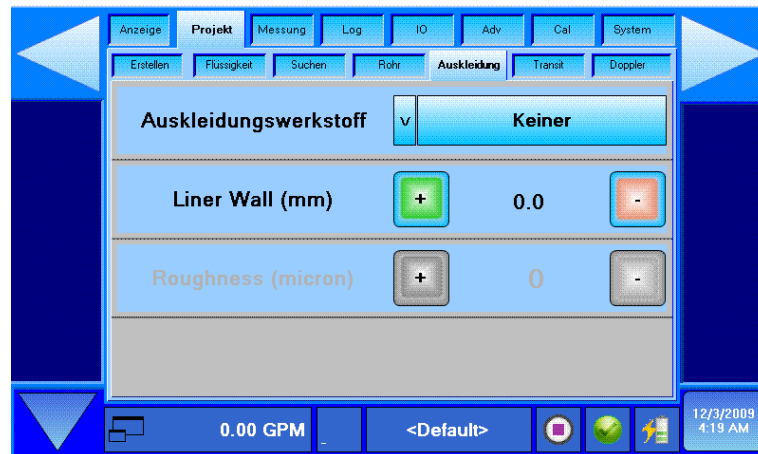 Anzeige Projekt Messung Log IO Adv Cal System
Erstellen Flüssigkeit Suchen Rohr Auskleidung Transit Doppler
Auskleidungswerkstoff v Keiner
Liner Wall (mm) + 0.0 -
Roughness (micron) + 0 -
0.00 GPM _ <Default>
12/3/2009
4:19 AM